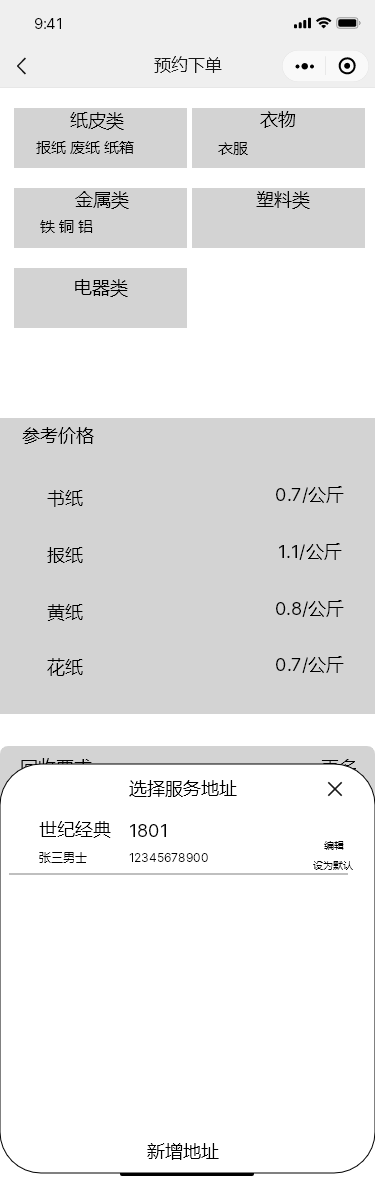 9:41
预约下单
纸皮类
报纸 废纸 纸箱
衣物
衣服
金属类
铁 铜 铝
塑料类
电器类
参考价格
书纸 0.7/公斤
报纸 1.1/公斤
黄纸 0.8/公斤
花纸 0.7/公斤
选择服务地址
世纪经典 1801
张三男士 12345678900
编辑
设为默认
新增地址